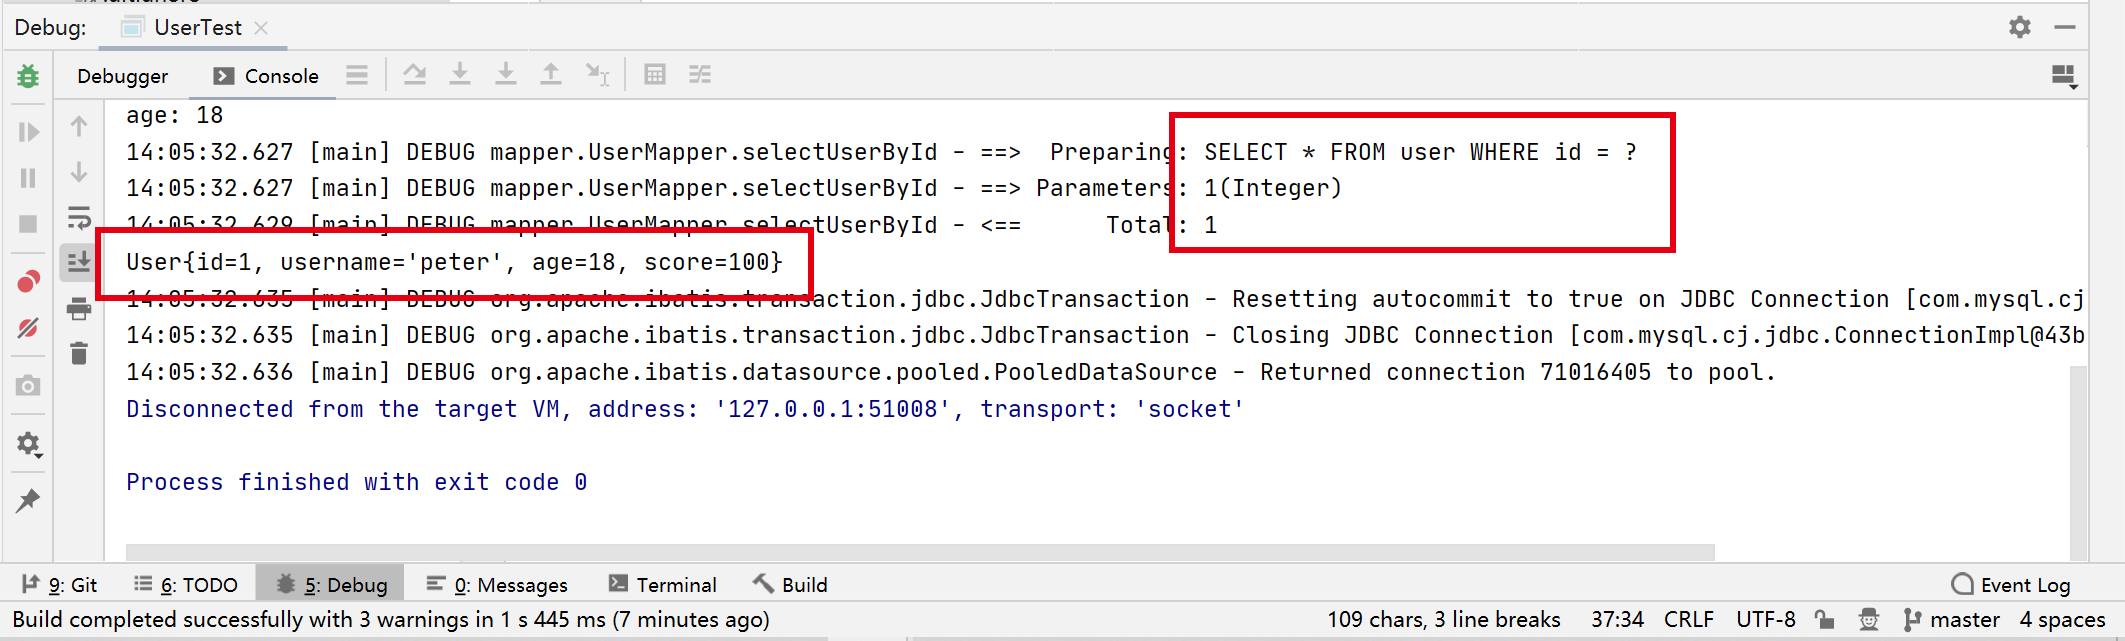 Debug: UserTest
Debugger Console
age: 18
14:05:32.627 [main] DEBUG mapper.UserMapper.selectUserById - ==>  Preparing: SELECT * FROM user WHERE id = ?
14:05:32.627 [main] DEBUG mapper.UserMapper.selectUserById - ==> Parameters: 1(Integer)
14:05:32.629 [main] DEBUG mapper.UserMapper.selectUserById - <==      Total: 1
User{id=1, username='peter', age=18, score=100}
14:05:32.635 [main] DEBUG org.apache.ibatis.transaction.jdbc.JdbcTransaction - Resetting autocommit to true on JDBC Connection [com.mysql.cj
14:05:32.635 [main] DEBUG org.apache.ibatis.transaction.jdbc.JdbcTransaction - Closing JDBC Connection [com.mysql.cj.jdbc.ConnectionImpl@43b
14:05:32.636 [main] DEBUG org.apache.ibatis.datasource.pooled.PooledDataSource - Returned connection 71016405 to pool.
Disconnected from the target VM, address: '127.0.0.1:51008', transport: 'socket'
Process finished with exit code 0
9: Git 6: TODO 5: Debug 0: Messages Terminal Build Event Log
Build completed successfully with 3 warnings in 1 s 445 ms (7 minutes ago) 109 chars, 3 line breaks 37:34 CRLF UTF-8 master 4 spaces